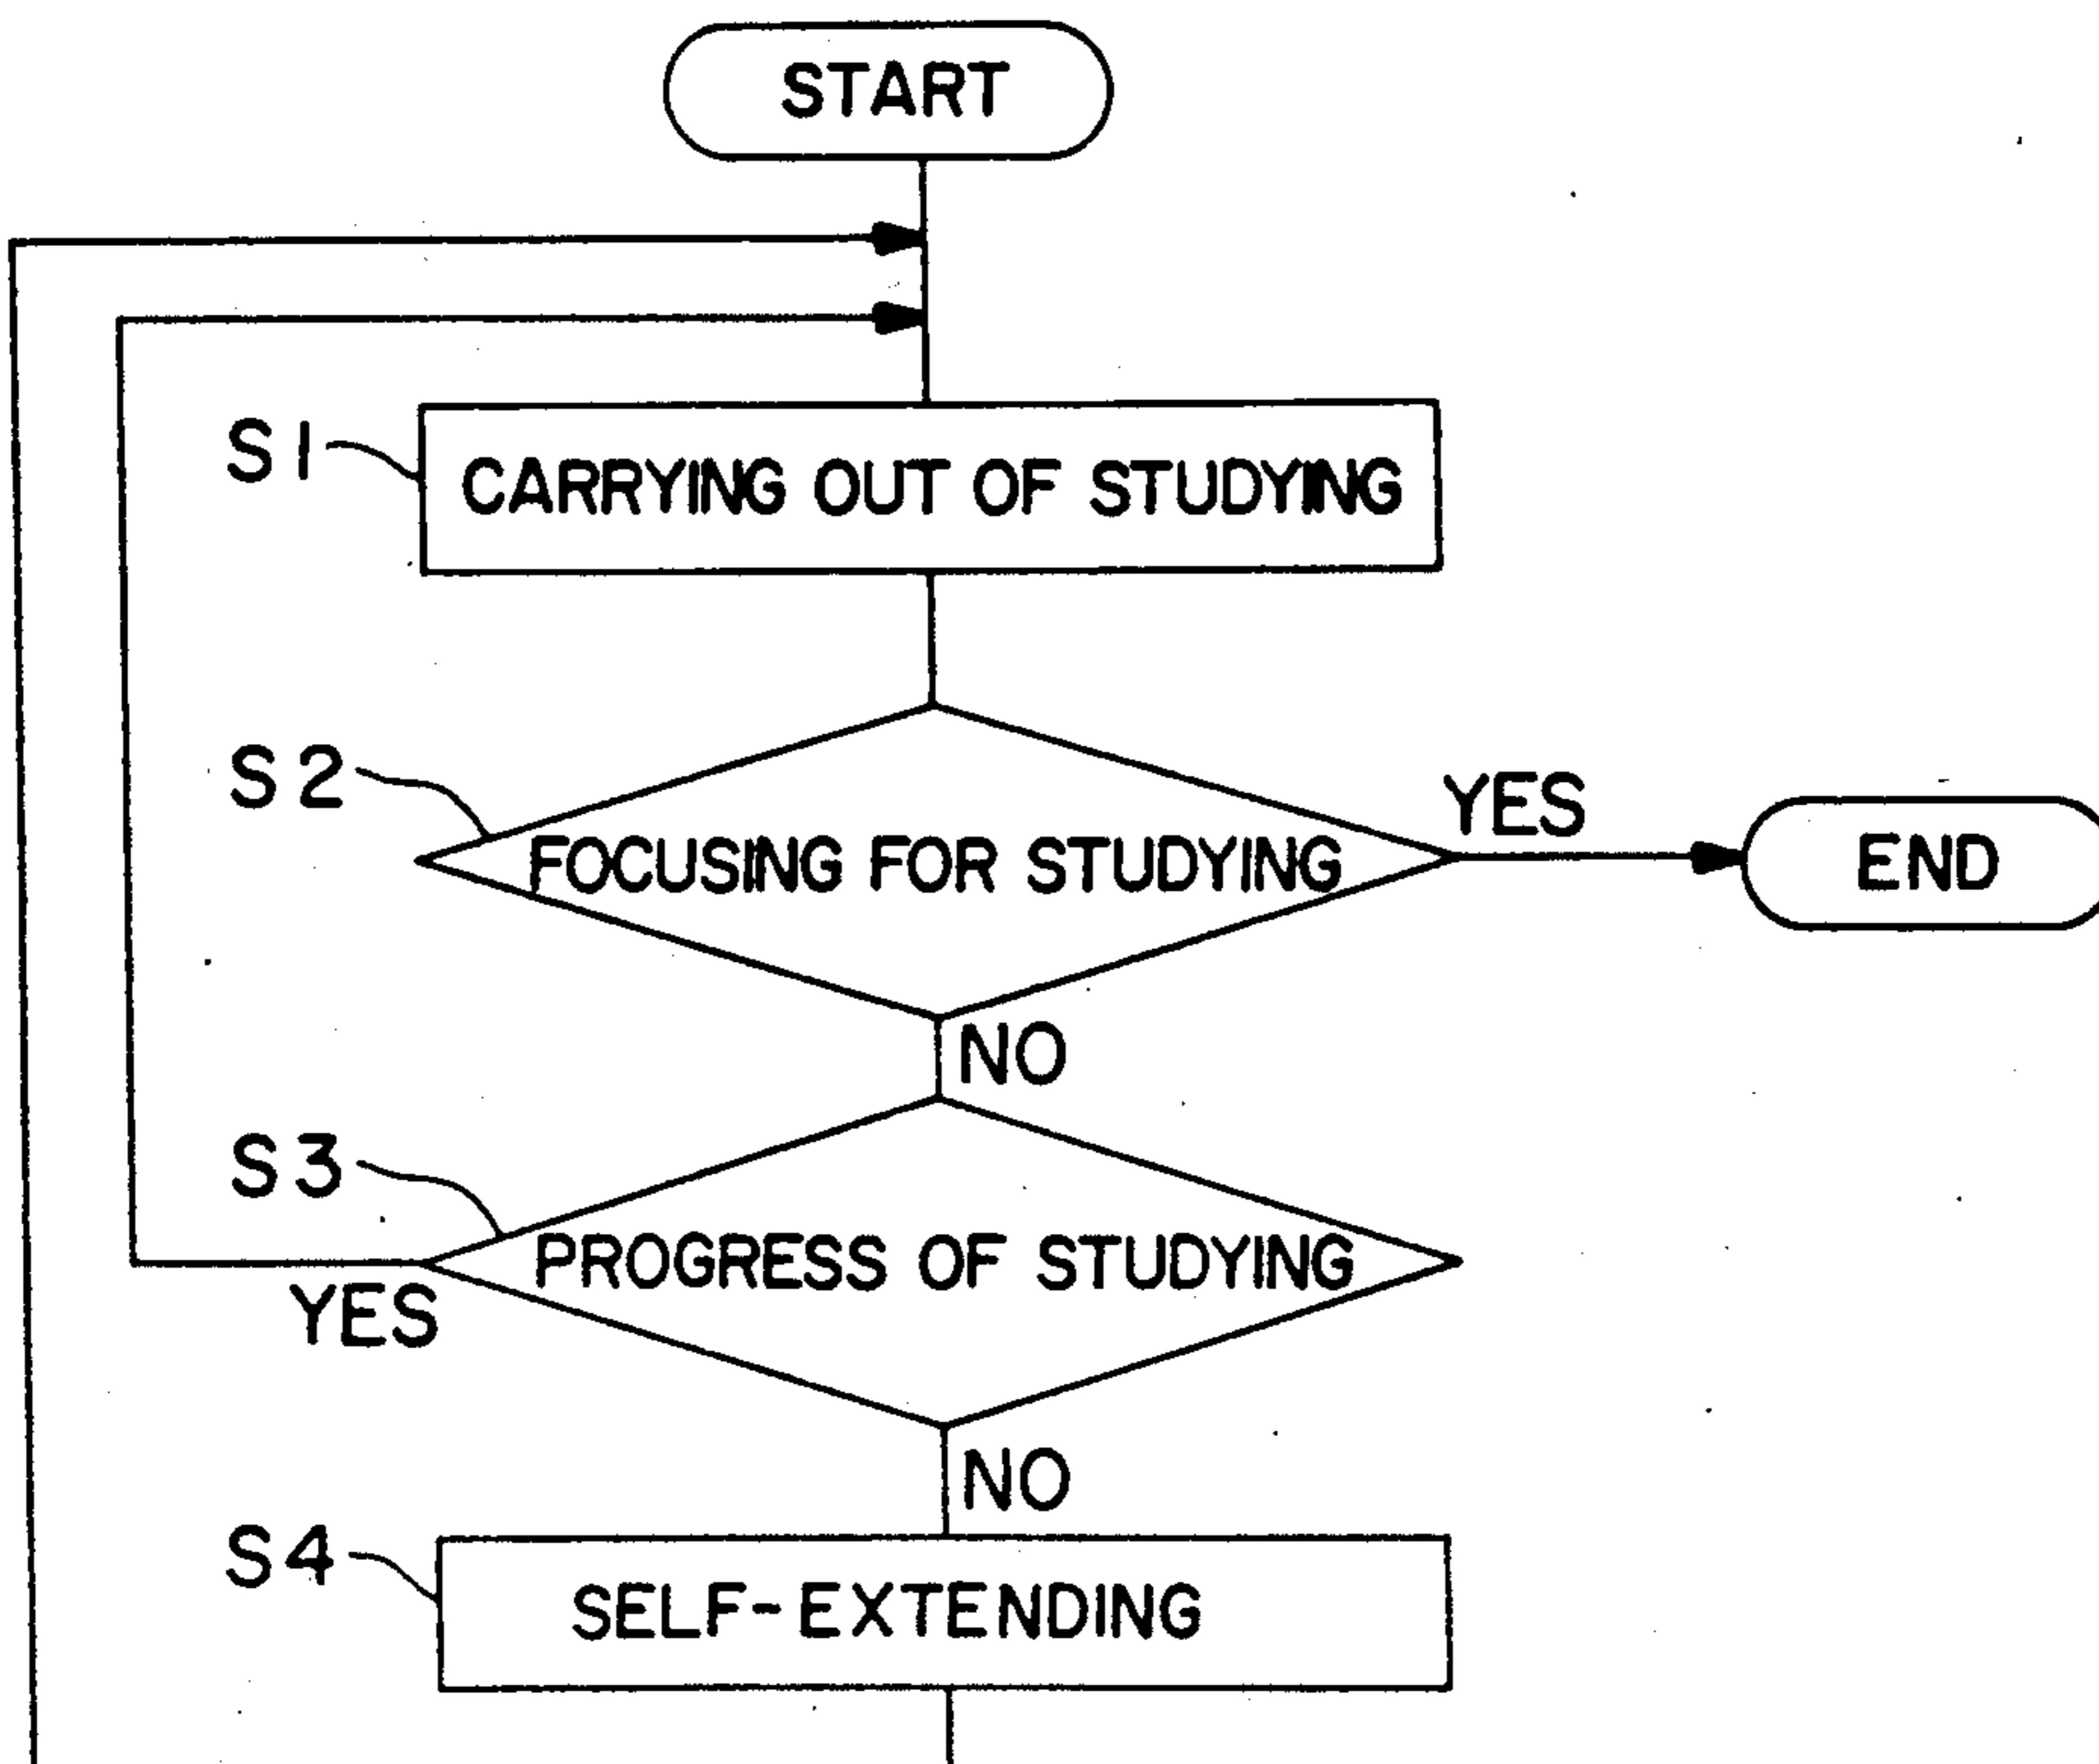 START
S1
CARRYING OUT OF STUDYING
S2
FOCUSING FOR STUDYING
YES
END
NO
S3
PROGRESS OF STUDYING
YES
NO
S4
SELF-EXTENDING